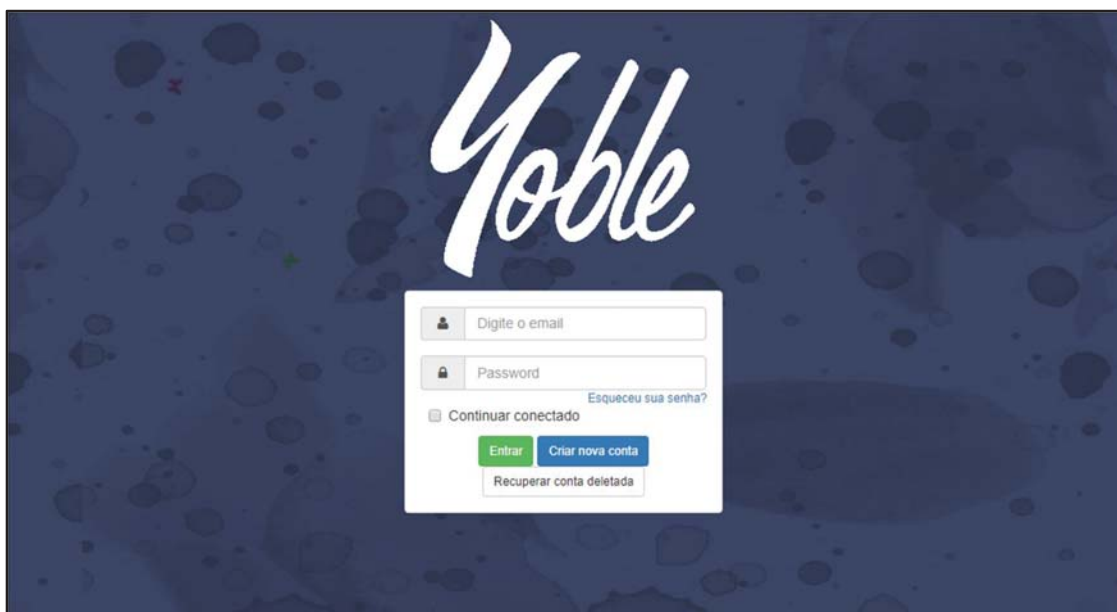 Yoble
Digite o email
Password
Esqueceu sua senha?
Continuar conectado
Entrar Criar nova conta
Recuperar conta deletada